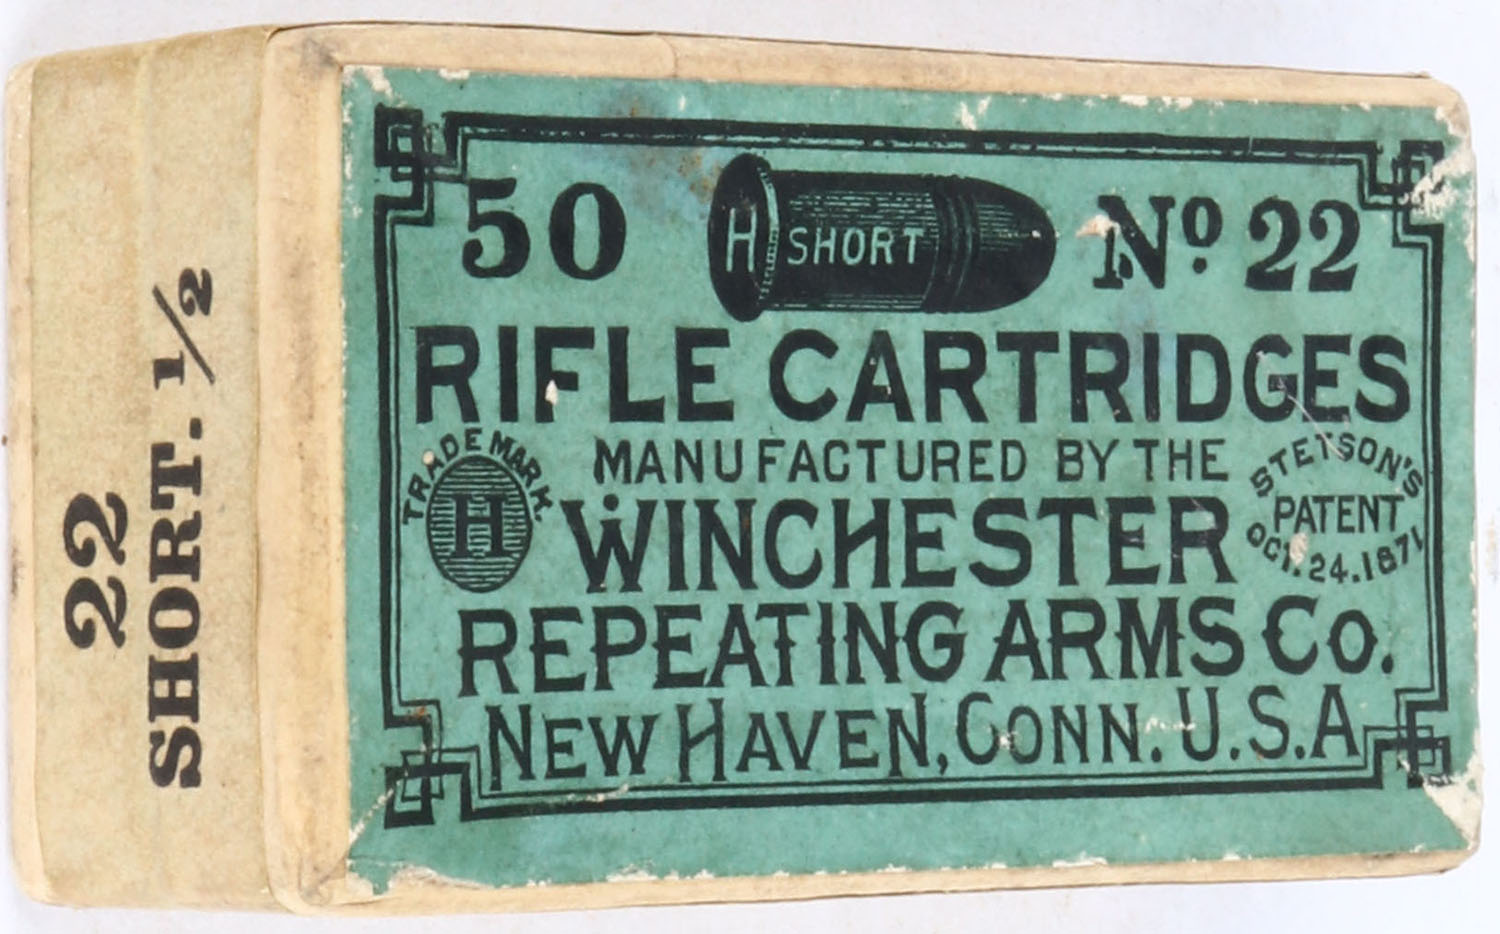 50 H SHORT No 22
RIFLE CARTRIDGES
TRADE MARK.
H
MANUFACTURED BY THE
WINCHESTER
REPEATING ARMS Co.
NEW HAVEN, CONN. U.S.A.
STETSON'S
PATENT
OCT. 24. 1871
22
SHORT. 1/2